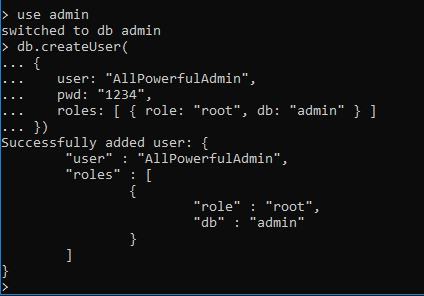 > use admin
switched to db admin
> db.createUser(
... {
...    user: "AllPowerfulAdmin",
...    pwd: "1234",
...    roles: [ { role: "root", db: "admin" } ]
... })
Successfully added user: {
        "user" : "AllPowerfulAdmin",
        "roles" : [
                {
                        "role" : "root",
                        "db" : "admin"
                }
        ]
}
>